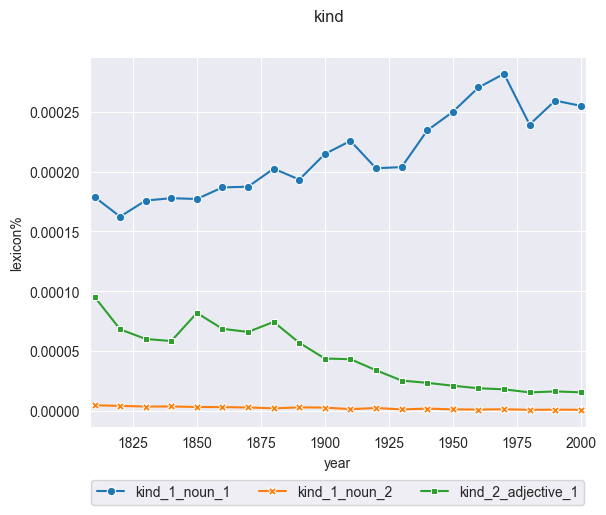 kind
0.00025
0.00020
0.00015
0.00010
0.00005
0.00000
lexicon%
1825 1850 1875 1900 1925 1950 1975 2000
year
kind_1_noun_1 kind_1_noun_2 kind_2_adjective_1